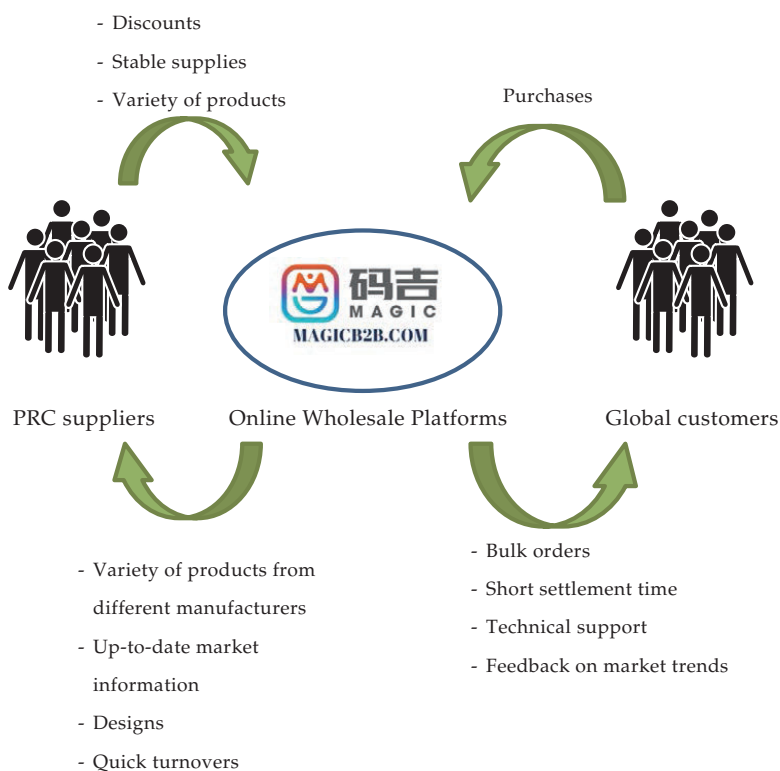 - Discounts
- Stable supplies
- Variety of products
Purchases
码吉
MAGIC
MAGICB2B.COM
PRC suppliers
Online Wholesale Platforms
Global customers
- Variety of products from
different manufacturers
- Up-to-date market
information
- Designs
- Quick turnovers
- Bulk orders
- Short settlement time
- Technical support
- Feedback on market trends